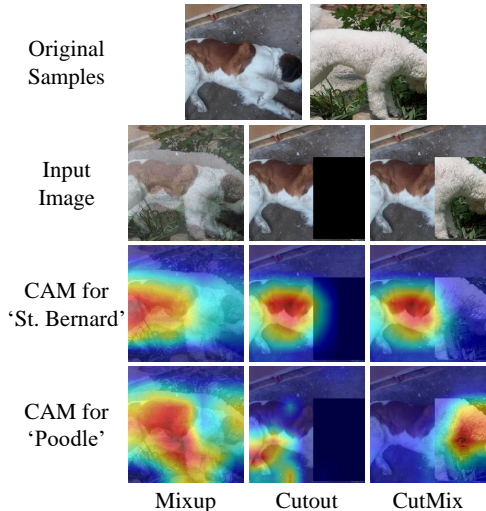 Original
Samples
Input
Image
CAM for
‘St. Bernard’
CAM for
‘Poodle’
Mixup Cutout CutMix